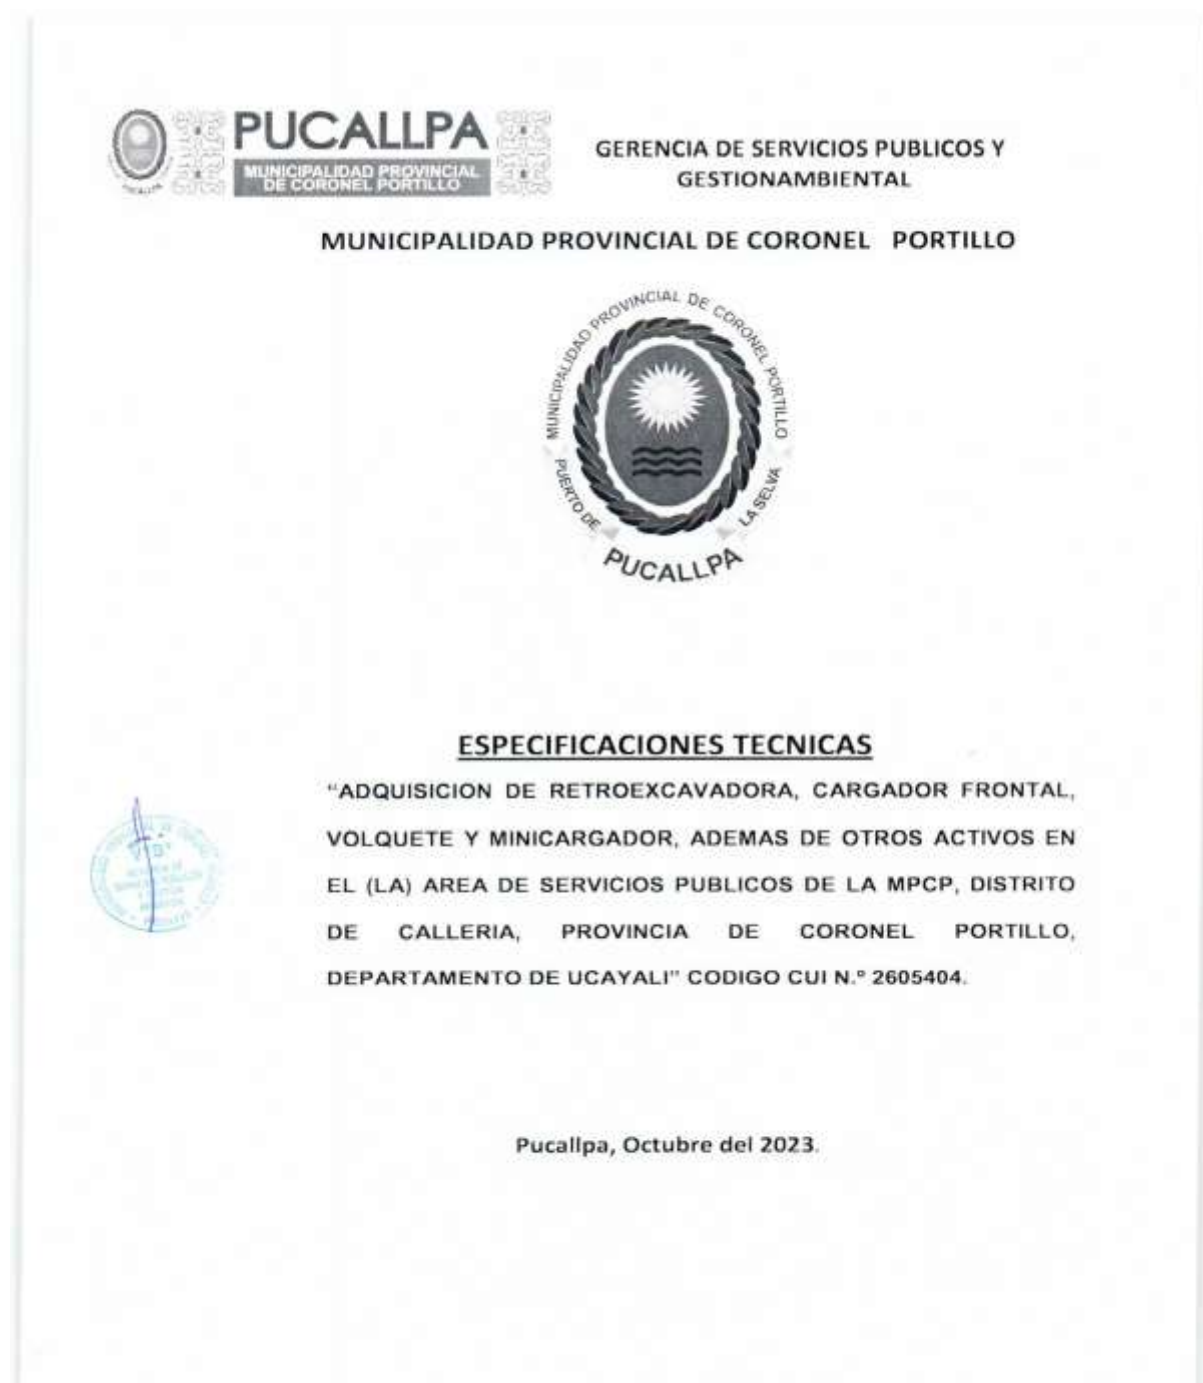 PUCALLPA
MUNICIPALIDAD PROVINCIAL
DE CORONEL PORTILLO
GERENCIA DE SERVICIOS PUBLICOS Y
GESTIONAMBIENTAL
MUNICIPALIDAD PROVINCIAL DE CORONEL PORTILLO
MUNICIPALIDAD PROVINCIAL DE CORONEL PORTILLO
PUERTO DE LA SELVA
PUCALLPA
ESPECIFICACIONES TECNICAS
“ADQUISICION DE RETROEXCAVADORA, CARGADOR FRONTAL,
VOLQUETE Y MINICARGADOR, ADEMAS DE OTROS ACTIVOS EN
EL (LA) AREA DE SERVICIOS PUBLICOS DE LA MPCP, DISTRITO
DE CALLERIA, PROVINCIA DE CORONEL PORTILLO,
DEPARTAMENTO DE UCAYALI” CODIGO CUI N.º 2605404.
Pucallpa, Octubre del 2023.